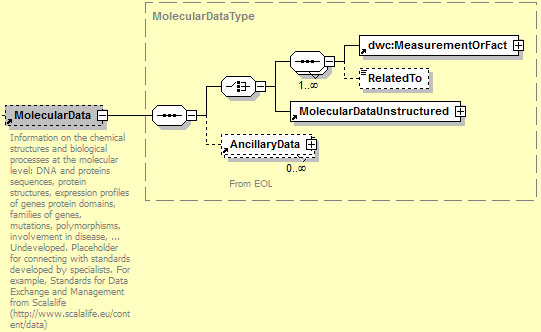 MolecularDataType
dwc:MeasurementOrFact
1..∞
RelatedTo
MolecularData
MolecularDataUnstructured
AncillaryData
0..∞
From EOL
Information on the chemical
structures and biological
processes at the molecular
level: DNA and proteins
sequences, protein
structures, expression profiles
of genes protein domains,
families of genes,
mutations, polymorphisms,
involvement in disease, ...
Undeveloped. Placeholder
for connecting with standards
developed by specialists. For
example, Standards for Data
Exchange and Management
from Scalalife
(http://www.scalalife.eu/cont
ent/data)